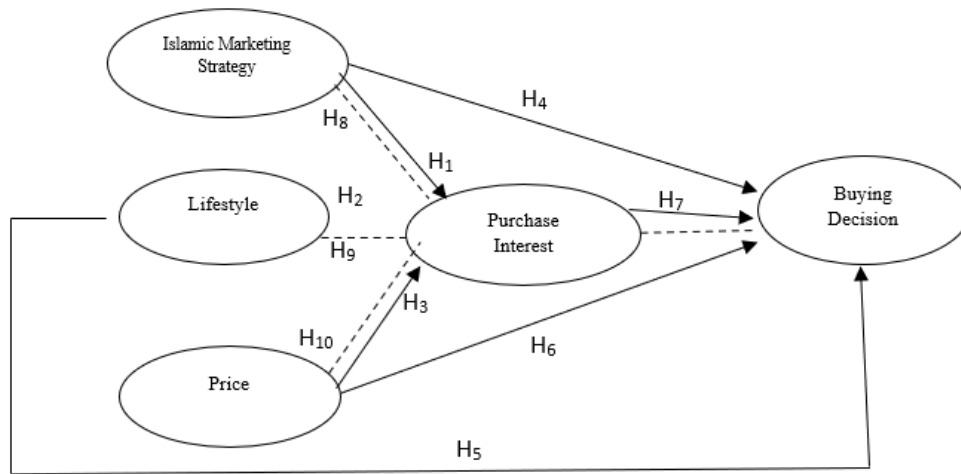 Islamic Marketing
Strategy
H₄
H₈
H₁
Lifestyle
H₂
H₉
Purchase
Interest
H₇
Buying
Decision
H₃
H₁₀
H₆
Price
H₅